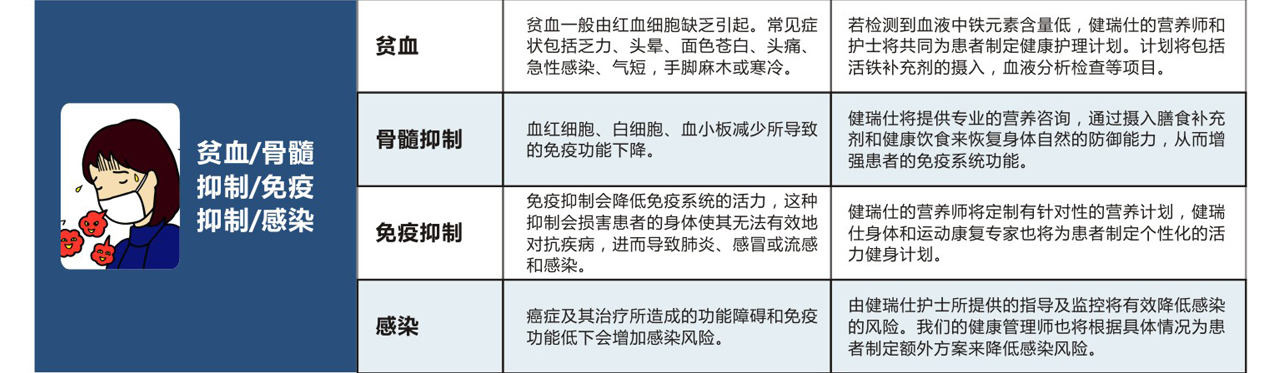 贫血/骨髓
抑制/免疫
抑制/感染
贫血
贫血一般由红血细胞缺乏引起。常见症
状包括乏力、头晕、面色苍白、头痛、
急性感染、气短，手脚麻木或寒冷。
若检测到血液中铁元素含量低，健瑞仕的营养师和
护士将共同为患者制定健康护理计划。计划将包括
活铁补充剂的摄入，血液分析检查等项目。
骨髓抑制
血红细胞、白细胞、血小板减少所导致
的免疫功能下降。
健瑞仕将提供专业的营养咨询，通过摄入膳食补充
剂和健康饮食来恢复身体自然的防御能力，从而增
强患者的免疫系统功能。
免疫抑制
免疫抑制会降低免疫系统的活力，这种
抑制会损害患者的身体使其无法有效地
对抗疾病，进而导致肺炎、感冒或流感
和感染。
健瑞仕的营养师将定制有针对性的营养计划，健瑞
仕身体和运动康复专家也将为患者制定个性化的活
力健身计划。
感染
癌症及其治疗所造成的功能障碍和免疫
功能低下会增加感染风险。
由健瑞仕护士所提供的指导及监控将有效降低感染
的风险。我们的健康管理师也将根据具体情况为患
者制定额外方案来降低感染风险。